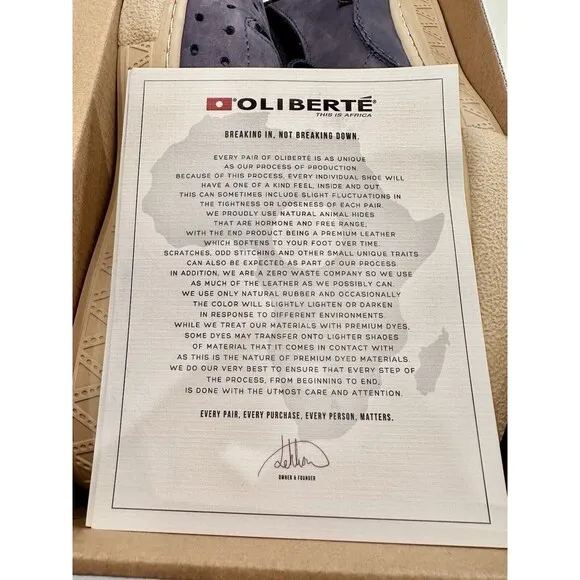 OLIBERTÉ®
THIS IS AFRICA
BREAKING IN, NOT BREAKING DOWN.
EVERY PAIR OF OLIBERTÉ IS AS UNIQUE
AS OUR PROCESS OF PRODUCTION
BECAUSE OF THIS PROCESS, EVERY INDIVIDUAL SHOE WILL
HAVE A ONE OF A KIND FEEL, INSIDE AND OUT.
THIS CAN SOMETIMES INCLUDE SLIGHT FLUCTUATIONS IN
THE TIGHTNESS OR LOOSENESS OF EACH PAIR.
WE PROUDLY USE NATURAL ANIMAL HIDES
THAT ARE HORMONE AND FREE RANGE,
WITH THE END PRODUCT BEING A PREMIUM LEATHER
WHICH SOFTENS TO YOUR FOOT OVER TIME.
SCRATCHES, ODD STITCHING AND OTHER SMALL UNIQUE TRAITS
CAN ALSO BE EXPECTED AS PART OF OUR PROCESS
IN ADDITION, WE ARE A ZERO WASTE COMPANY SO WE USE
AS MUCH OF THE LEATHER AS WE POSSIBLY CAN.
WE USE ONLY NATURAL RUBBER AND OCCASIONALLY
THE COLOR WILL SLIGHTLY LIGHTEN OR DARKEN
IN RESPONSE TO DIFFERENT ENVIRONMENTS.
WHILE WE TREAT OUR MATERIALS WITH PREMIUM DYES,
SOME DYES MAY TRANSFER ONTO LIGHTER SHADES
OF MATERIAL THAT IT COMES IN CONTACT WITH
AS THIS IS THE NATURE OF PREMIUM DYED MATERIALS.
WE DO OUR VERY BEST TO ENSURE THAT EVERY STEP OF
THE PROCESS, FROM BEGINNING TO END,
IS DONE WITH THE UTMOST CARE AND ATTENTION.
EVERY PAIR, EVERY PURCHASE, EVERY PERSON, MATTERS.
OWNER & FOUNDER